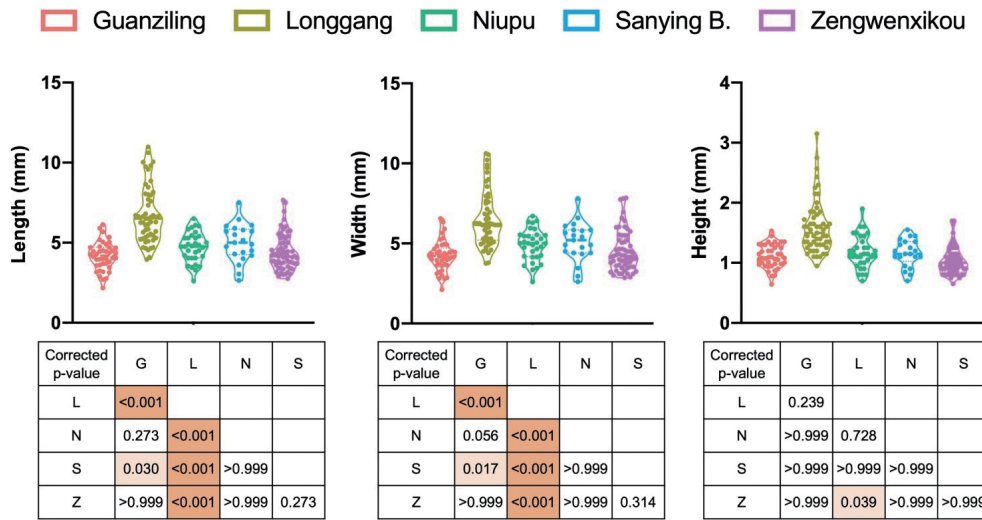 Guanziling Longgang Niupu Sanying B. Zengwenxikou
Length (mm)
15
10
5
0
Width (mm)
15
10
5
0
Height (mm)
4
3
2
1
0
Corrected p-value G L N S
L <0.001
N 0.273 <0.001
S 0.030 <0.001 >0.999
Z >0.999 <0.001 >0.999 0.273
Corrected p-value G L N S
L <0.001
N 0.056 <0.001
S 0.017 <0.001 >0.999
Z >0.999 <0.001 >0.999 0.314
Corrected p-value G L N S
L 0.239
N >0.999 0.728
S >0.999 >0.999 >0.999
Z >0.999 0.039 >0.999 >0.999